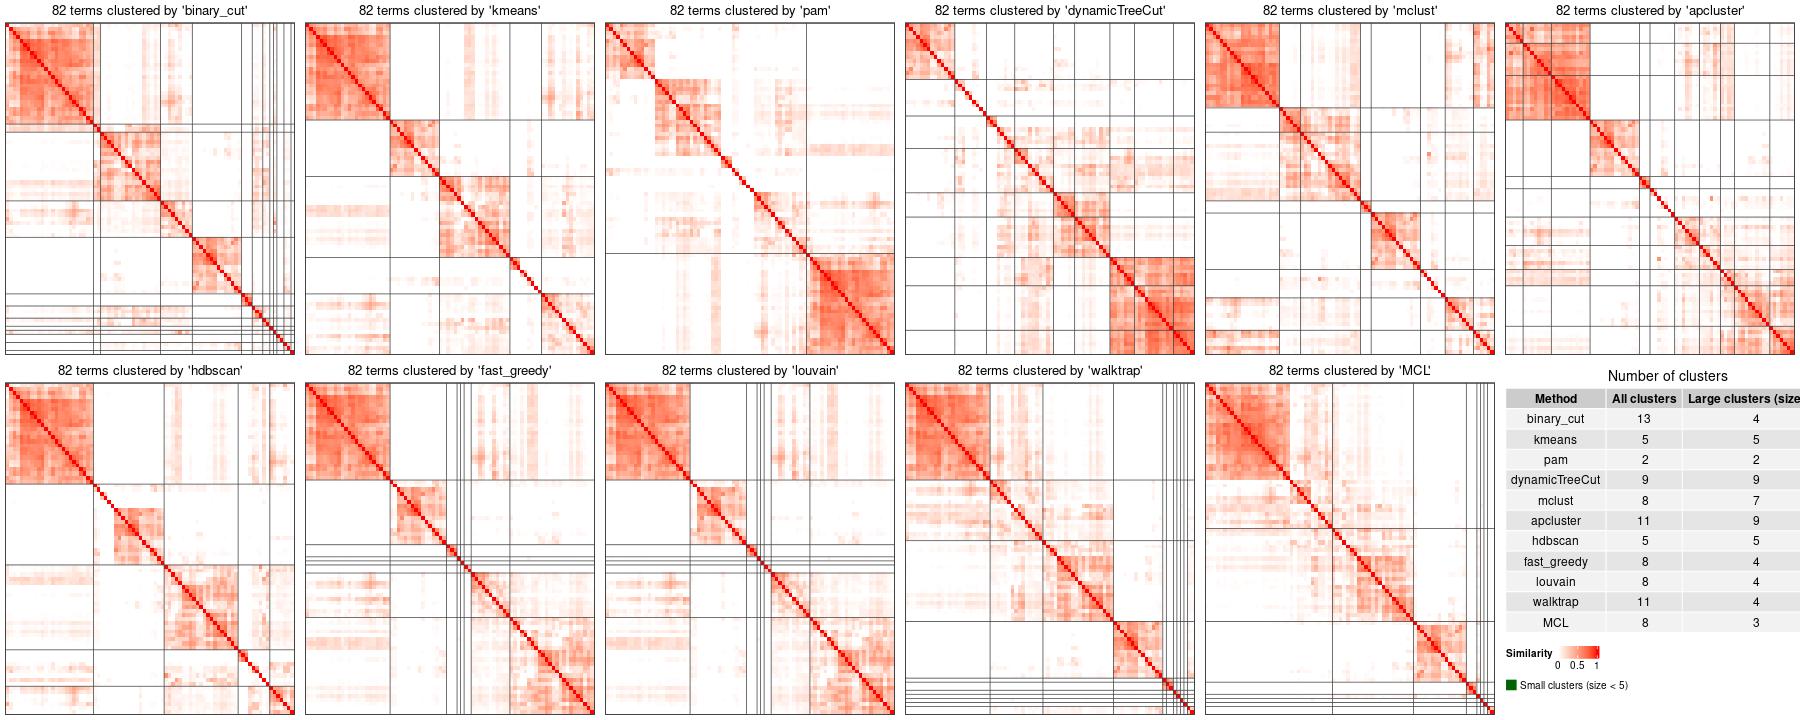 82 terms clustered by 'binary_cut'
82 terms clustered by 'kmeans'
82 terms clustered by 'pam'
82 terms clustered by 'dynamicTreeCut'
82 terms clustered by 'mclust'
82 terms clustered by 'apcluster'
82 terms clustered by 'hdbscan'
82 terms clustered by 'fast_greedy'
82 terms clustered by 'louvain'
82 terms clustered by 'walktrap'
82 terms clustered by 'MCL'
Number of clusters
Method All clusters Large clusters (size
binary_cut 13 4
kmeans 5 5
pam 2 2
dynamicTreeCut 9 9
mclust 8 7
apcluster 11 9
hdbscan 5 5
fast_greedy 8 4
louvain 8 4
walktrap 11 4
MCL 8 3
Similarity
0 0.5 1
Small clusters (size < 5)